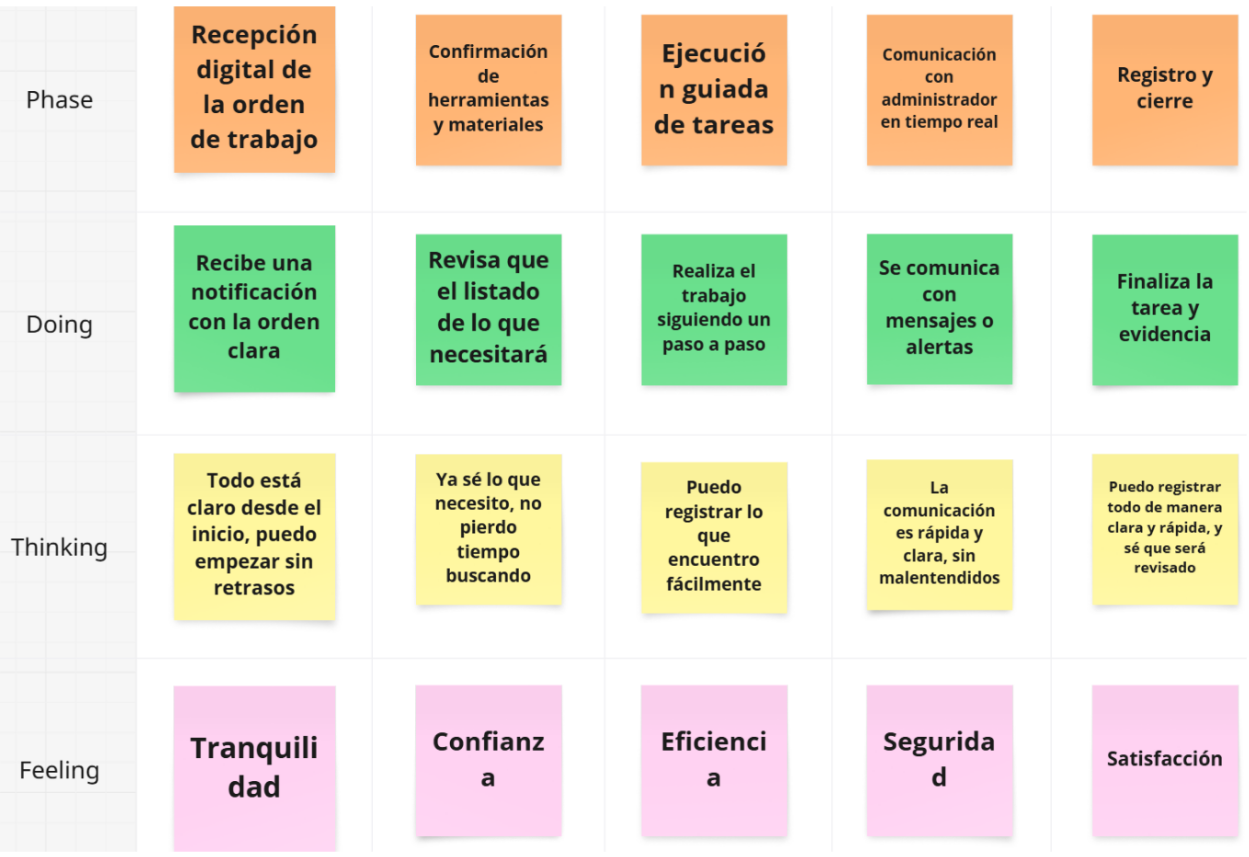 Phase
Recepción
digital de
la orden
de trabajo
Confirmación
de
herramientas
y materiales
Ejecució
n guiada
de tareas
Comunicación
con
administrador
en tiempo real
Registro y
cierre
Doing
Recibe una
notificación
con la orden
clara
Revisa que
el listado
de lo que
necesitará
Realiza el
trabajo
siguiendo un
paso a paso
Se comunica
con
mensajes o
alertas
Finaliza la
tarea y
evidencia
Thinking
Todo está
claro desde el
inicio, puedo
empezar sin
retrasos
Ya sé lo que
necesito, no
pierdo
tiempo
buscando
Puedo
registrar lo
que
encuentro
fácilmente
La
comunicación
es rápida y
clara, sin
malentendidos
Puedo registrar
todo de manera
clara y rápida, y
sé que será
revisado
Feeling
Tranquili
dad
Confianz
a
Eficienci
a
Segurida
d
Satisfacción